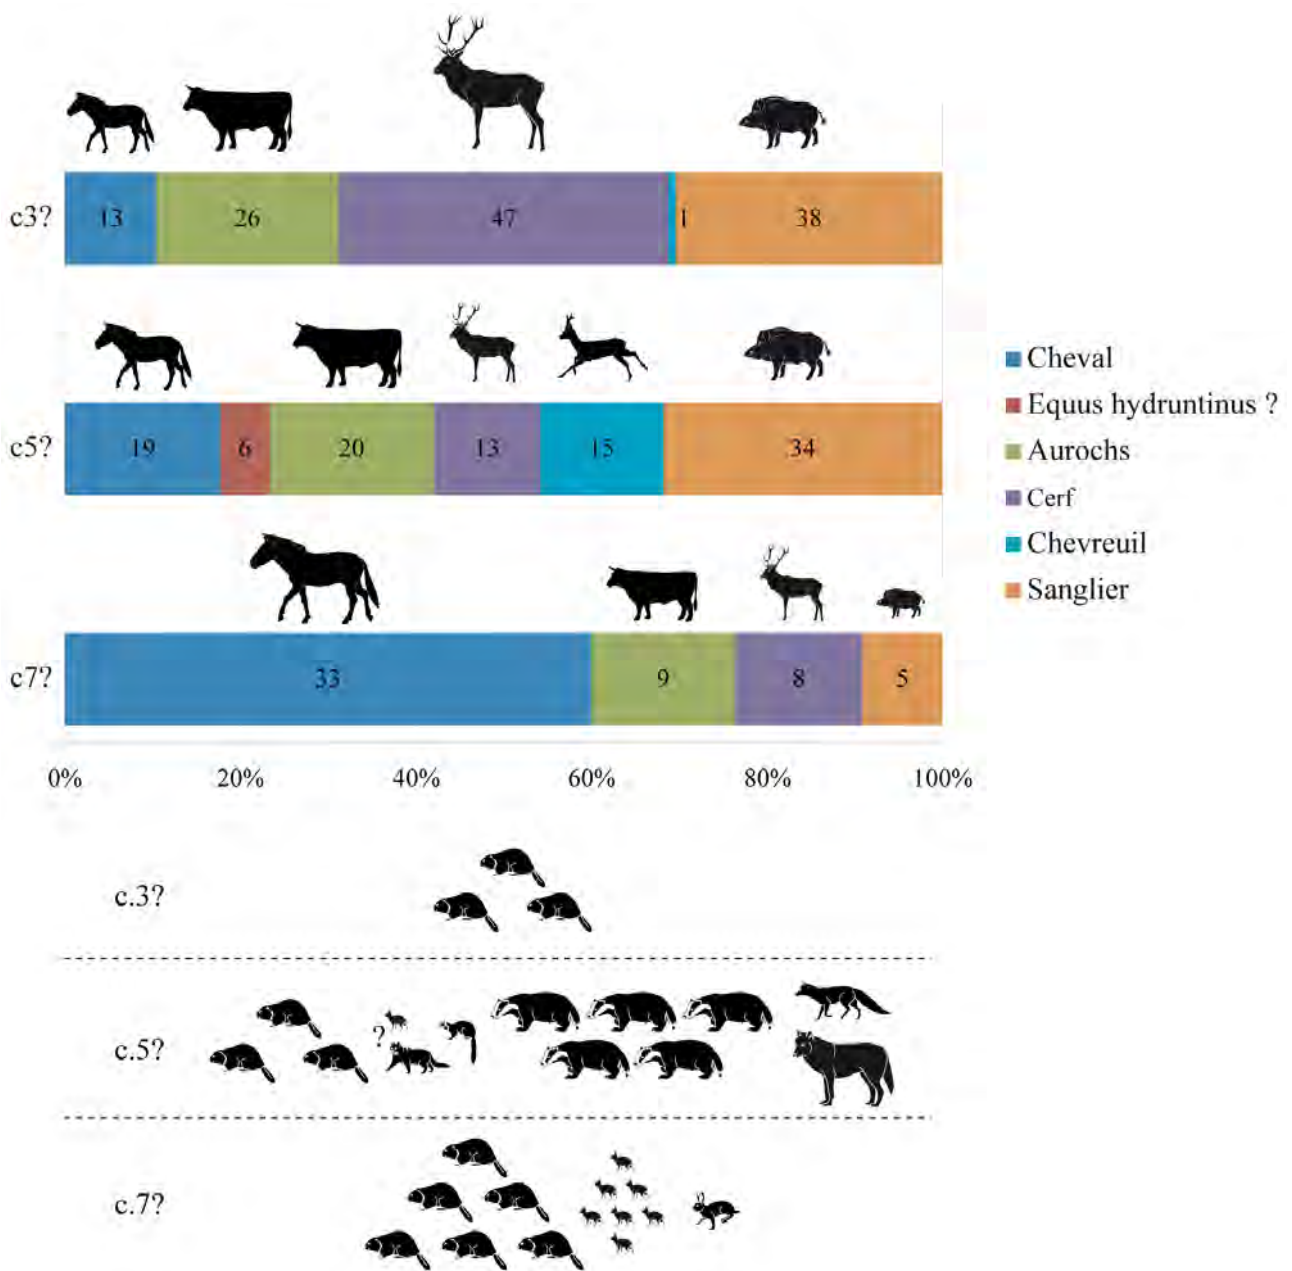 c3?
13 26 47 1 38
c5?
19 6 20 13 15 34
c7?
33 9 8 5
0% 20% 40% 60% 80% 100%
Cheval
Equus hydruntinus ?
Aurochs
Cerf
Chevreuil
Sanglier
c.3?
c.5?
?
c.7?